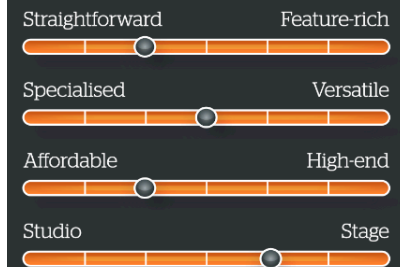 Straightforward Feature-rich
Specialised Versatile
Affordable High-end
Studio Stage